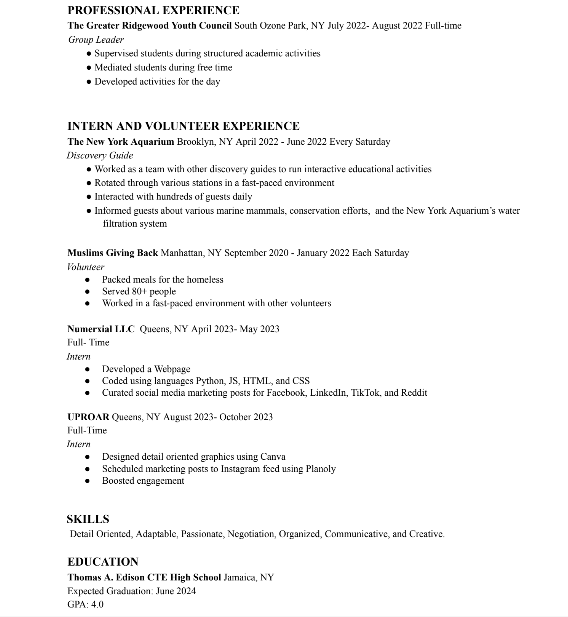 PROFESSIONAL EXPERIENCE
The Greater Ridgewood Youth Council South Ozone Park, NY July 2022- August 2022 Full-time
Group Leader
● Supervised students during structured academic activities
● Mediated students during free time
● Developed activities for the day
INTERN AND VOLUNTEER EXPERIENCE
The New York Aquarium Brooklyn, NY April 2022 - June 2022 Every Saturday
Discovery Guide
● Worked as a team with other discovery guides to run interactive educational activities
● Rotated through various stations in a fast-paced environment
● Interacted with hundreds of guests daily
● Informed guests about various marine mammals, conservation efforts, and the New York Aquarium's water
filtration system
Muslims Giving Back Manhattan, NY September 2020 - January 2022 Each Saturday
Volunteer
● Packed meals for the homeless
● Served 80+ people
● Worked in a fast-paced environment with other volunteers
Numerxial LLC Queens, NY April 2023- May 2023
Full- Time
Intern
● Developed a Webpage
● Coded using languages Python, JS, HTML, and CSS
● Curated social media marketing posts for Facebook, LinkedIn, TikTok, and Reddit
UPROAR Queens, NY August 2023- October 2023
Full-Time
Intern
● Designed detail oriented graphics using Canva
● Scheduled marketing posts to Instagram feed using Planoly
● Boosted engagement
SKILLS
Detail Oriented, Adaptable, Passionate, Negotiation, Organized, Communicative, and Creative.
EDUCATION
Thomas A. Edison CTE High School Jamaica, NY
Expected Graduation: June 2024
GPA: 4.0